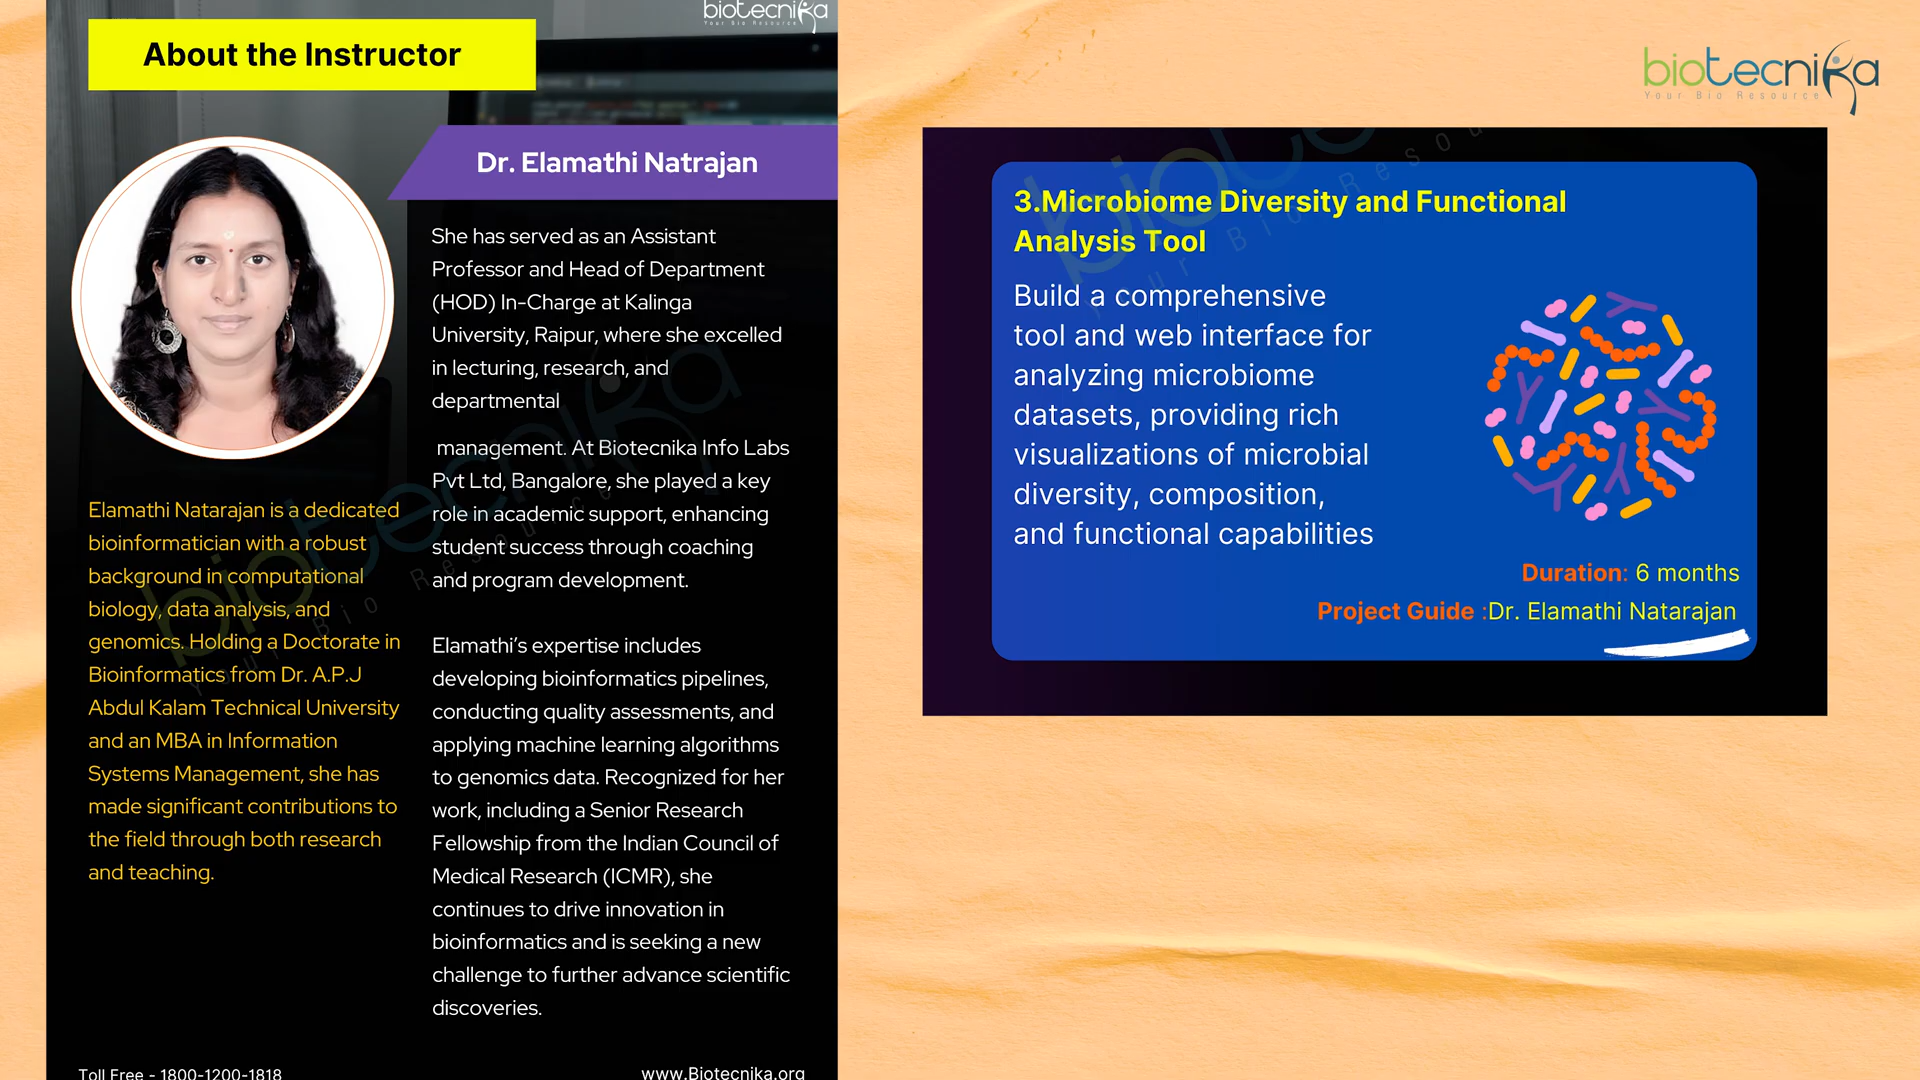 biotecnika
Your Bio Resource
About the Instructor
Dr. Elamathi Natrajan
She has served as an Assistant
Professor and Head of Department
(HOD) In-Charge at Kalinga
University, Raipur, where she excelled
in lecturing, research, and
departmental
management. At Biotecnika Info Labs
Pvt Ltd, Bangalore, she played a key
role in academic support, enhancing
student success through coaching
and program development.
Elamathi’s expertise includes
developing bioinformatics pipelines,
conducting quality assessments, and
applying machine learning algorithms
to genomics data. Recognized for her
work, including a Senior Research
Fellowship from the Indian Council of
Medical Research (ICMR), she
continues to drive innovation in
bioinformatics and is seeking a new
challenge to further advance scientific
discoveries.
Elamathi Natarajan is a dedicated
bioinformatician with a robust
background in computational
biology, data analysis, and
genomics. Holding a Doctorate in
Bioinformatics from Dr. A.P.J
Abdul Kalam Technical University
and an MBA in Information
Systems Management, she has
made significant contributions to
the field through both research
and teaching.
Toll Free - 1800-1200-1818
www.Biotecnika.org
biotecnika
Your Bio Resource
biotecnika
Your Bio Resource
3.Microbiome Diversity and Functional
Analysis Tool
Build a comprehensive
tool and web interface for
analyzing microbiome
datasets, providing rich
visualizations of microbial
diversity, composition,
and functional capabilities
Duration: 6 months
Project Guide :Dr. Elamathi Natarajan